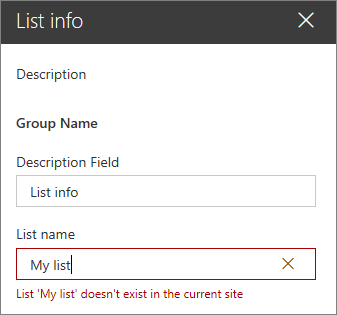 List info
Description
Group Name
Description Field
List info
List name
My list
List 'My list' doesn't exist in the current site